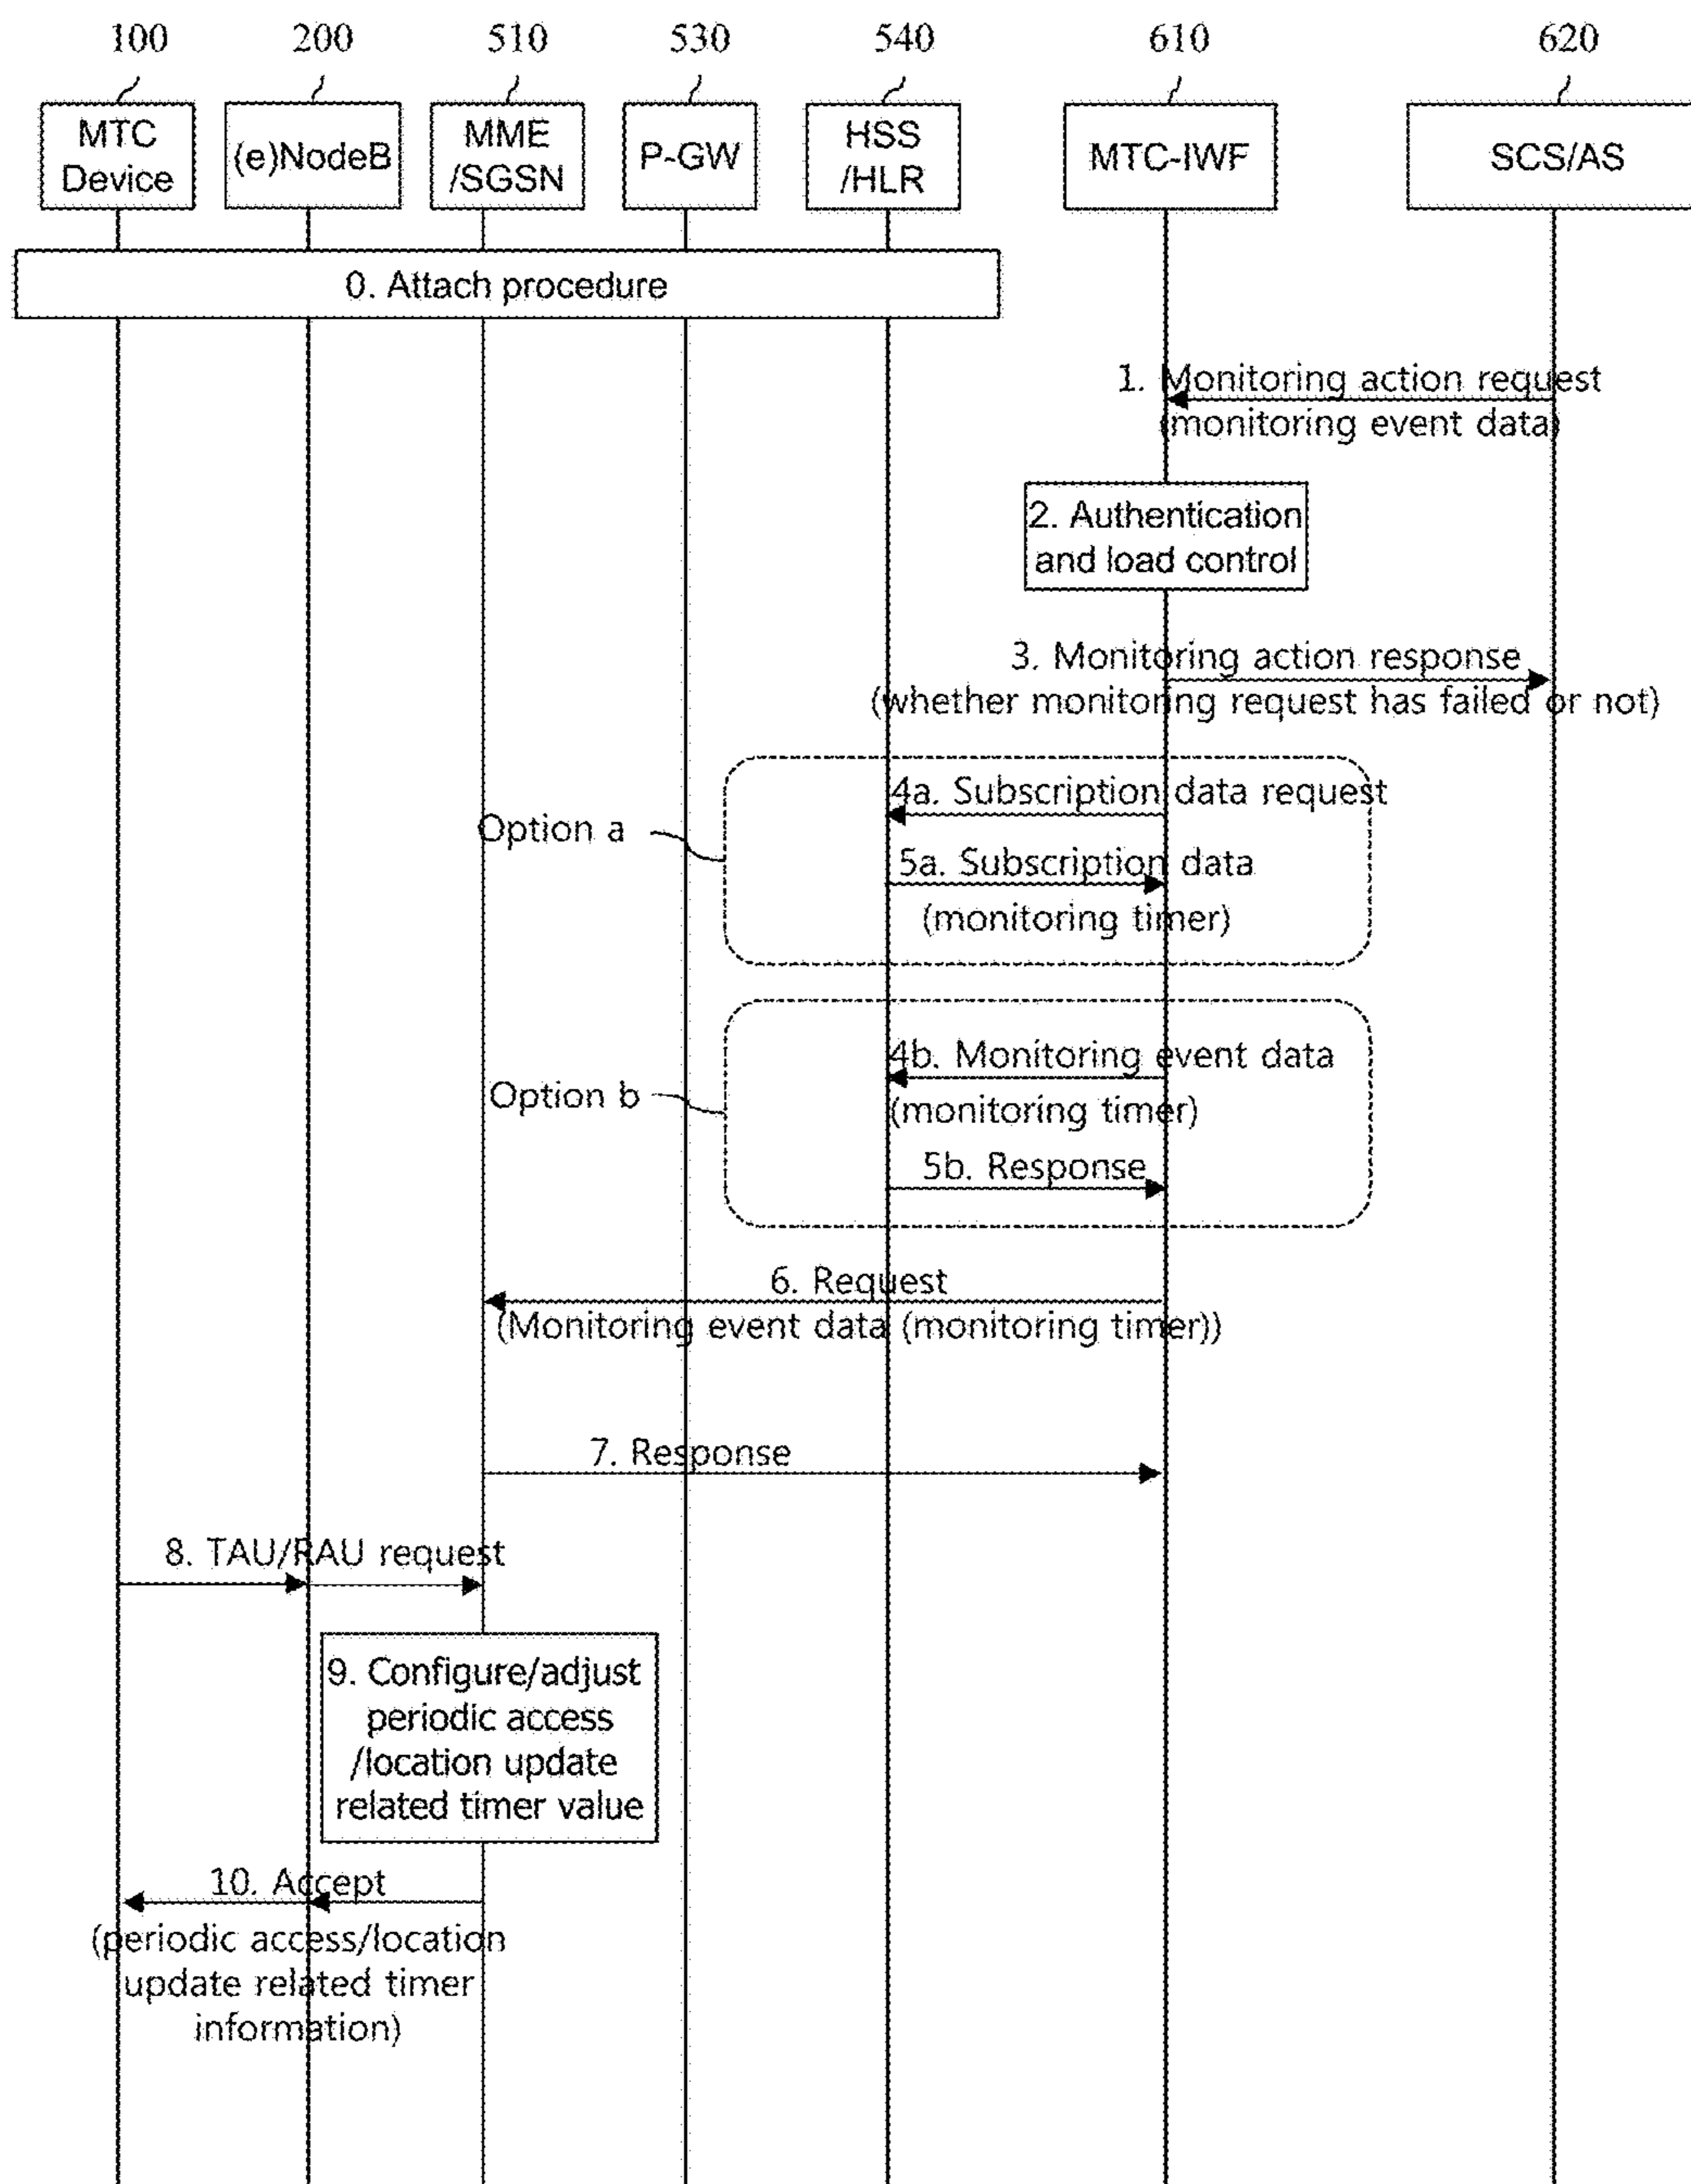 100 200 510 530 540 610 620
MTC
Device
(e)NodeB
MME
/SGSN
P-GW
HSS
/HLR
MTC-IWF
SCS/AS
0. Attach procedure
1. Monitoring action request
(monitoring event data)
2. Authentication
and load control
3. Monitoring action response
(whether monitoring request has failed or not)
4a. Subscription data request
Option a
5a. Subscription data
(monitoring timer)
4b. Monitoring event data
Option b
(monitoring timer)
5b. Response
6. Request
(Monitoring event data (monitoring timer))
7. Response
8. TAU/RAU request
9. Configure/adjust
periodic access
/location update
related timer value
10. Accept
(periodic access/location
update related timer
information)